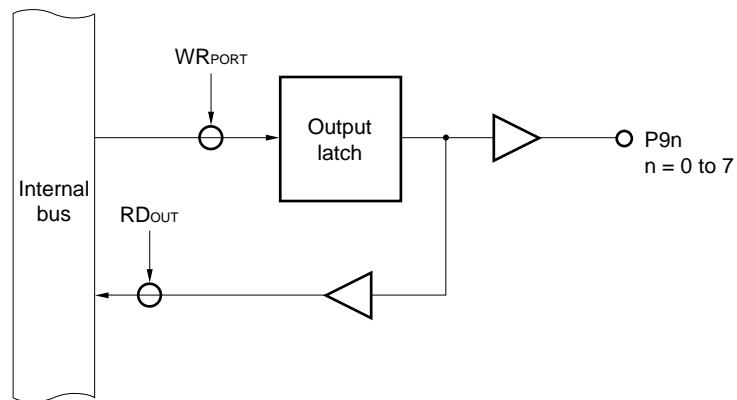 WRPORT
Output
latch
P9n
n = 0 to 7
Internal
bus
RDOUT